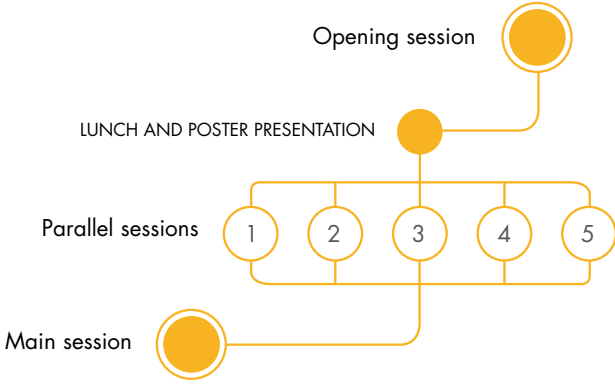 Opening session
LUNCH AND POSTER PRESENTATION
Parallel sessions 1 2 3 4 5
Main session